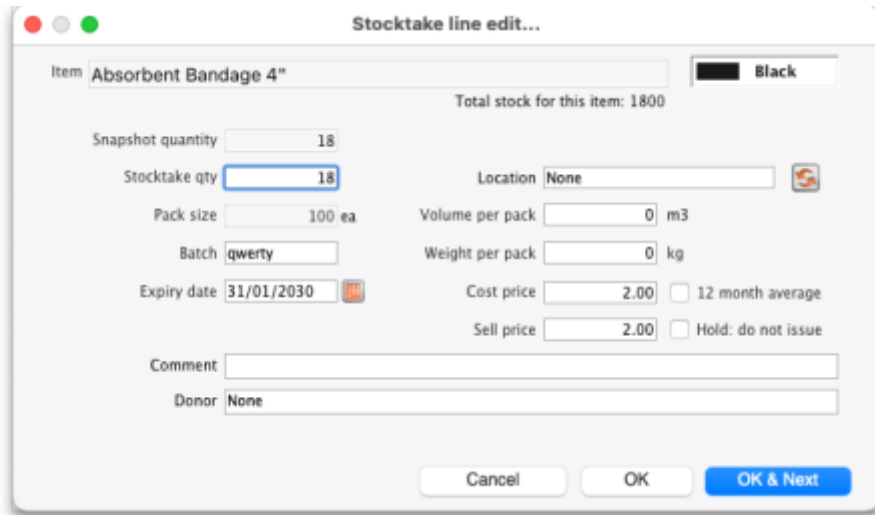 Stocktake line edit...
Item Absorbent Bandage 4" Black
Total stock for this item: 1800
Snapshot quantity 18
Stocktake qty 18 Location None
Pack size 100 ea Volume per pack 0 m3
Batch qwerty Weight per pack 0 kg
Expiry date 31/01/2030 Cost price 2.00 12 month average
Sell price 2.00 Hold: do not issue
Comment
Donor None
Cancel OK OK & Next